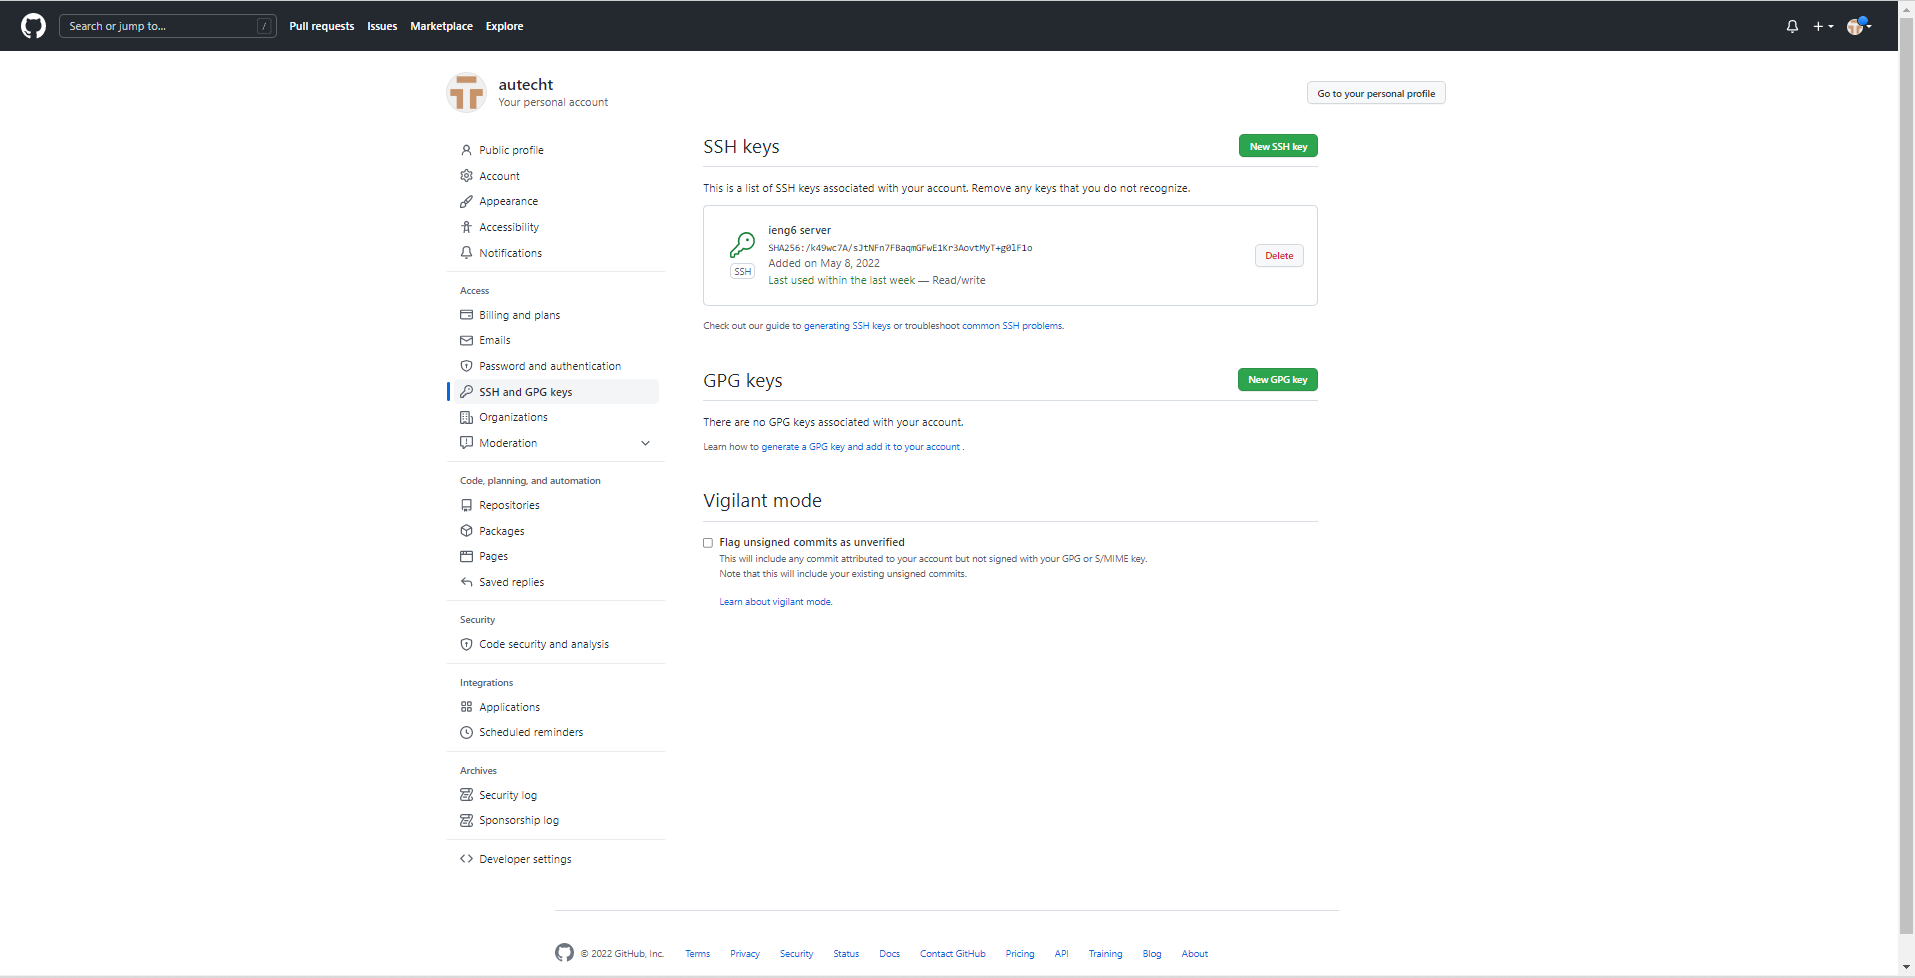 Search or jump to...
/
Pull requests
Issues
Marketplace
Explore
autecht
Your personal account
Go to your personal profile
Public profile
Account
Appearance
Accessibility
Notifications
Access
Billing and plans
Emails
Password and authentication
SSH and GPG keys
Organizations
Moderation
Code, planning, and automation
Repositories
Packages
Pages
Saved replies
Security
Code security and analysis
Integrations
Applications
Scheduled reminders
Archives
Security log
Sponsorship log
Developer settings
SSH keys
New SSH key
This is a list of SSH keys associated with your account. Remove any keys that you do not recognize.
ieng6 server
SHA256:/k49wc7A/sJtNFn7FBaqmGFwE1Kr3AovtMyT+g0lF1o
Added on May 8, 2022
Last used within the last week — Read/write
SSH
Delete
Check out our guide to generating SSH keys or troubleshoot common SSH problems.
GPG keys
New GPG key
There are no GPG keys associated with your account.
Learn how to generate a GPG key and add it to your account .
Vigilant mode
Flag unsigned commits as unverified
This will include any commit attributed to your account but not signed with your GPG or S/MIME key.
Note that this will include your existing unsigned commits.
Learn about vigilant mode.
© 2022 GitHub, Inc.
Terms
Privacy
Security
Status
Docs
Contact GitHub
Pricing
API
Training
Blog
About